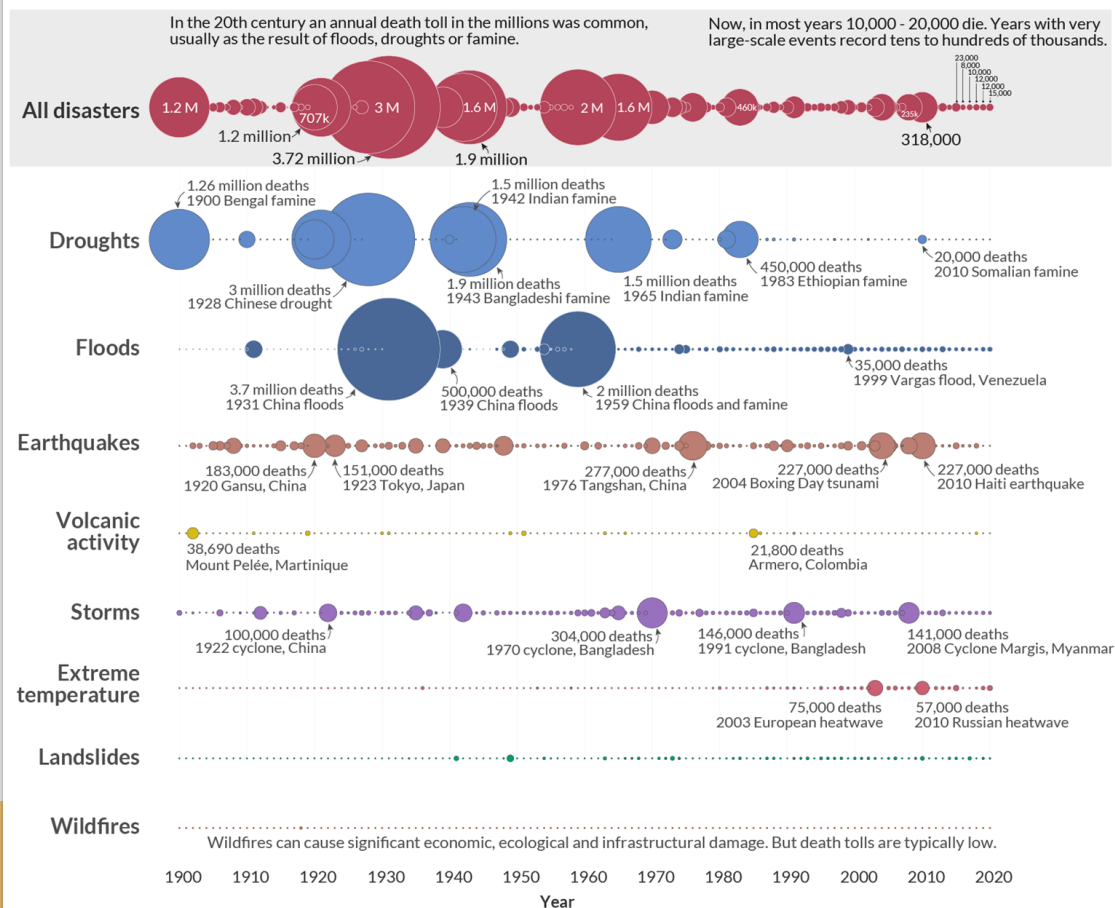 In the 20th century an annual death toll in the millions was common,
usually as the result of floods, droughts or famine.
Now, in most years 10,000 - 20,000 die. Years with very
large-scale events record tens to hundreds of thousands.
23,000
8,000
10,000
12,000
15,000
All disasters
1.2 M
707k
3 M
1.6 M
2 M
1.6 M
460k
235k
1.2 million
3.72 million
1.9 million
318,000
1.26 million deaths
1900 Bengal famine
1.5 million deaths
1942 Indian famine
Droughts
3 million deaths
1928 Chinese drought
1.9 million deaths
1943 Bangladeshi famine
1.5 million deaths
1965 Indian famine
450,000 deaths
1983 Ethiopian famine
20,000 deaths
2010 Somalian famine
Floods
3.7 million deaths
1931 China floods
500,000 deaths
1939 China floods
2 million deaths
1959 China floods and famine
35,000 deaths
1999 Vargas flood, Venezuela
Earthquakes
183,000 deaths
1920 Gansu, China
151,000 deaths
1923 Tokyo, Japan
277,000 deaths
1976 Tangshan, China
227,000 deaths
2004 Boxing Day tsunami
227,000 deaths
2010 Haiti earthquake
Volcanic
activity
38,690 deaths
Mount Pelée, Martinique
21,800 deaths
Armero, Colombia
Storms
100,000 deaths
1922 cyclone, China
304,000 deaths
1970 cyclone, Bangladesh
146,000 deaths
1991 cyclone, Bangladesh
141,000 deaths
2008 Cyclone Margis, Myanmar
Extreme
temperature
75,000 deaths
2003 European heatwave
57,000 deaths
2010 Russian heatwave
Landslides
Wildfires
Wildfires can cause significant economic, ecological and infrastructural damage. But death tolls are typically low.
1900 1910 1920 1930 1940 1950 1960 1970 1980 1990 2000 2010 2020
Year